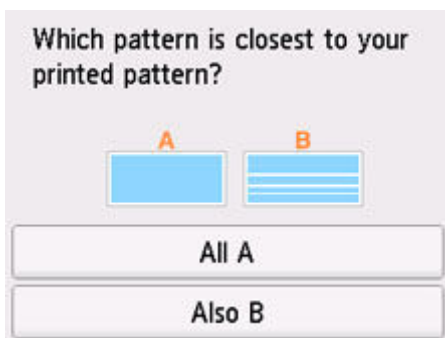 Which pattern is closest to your
printed pattern?
A B
All A
Also B